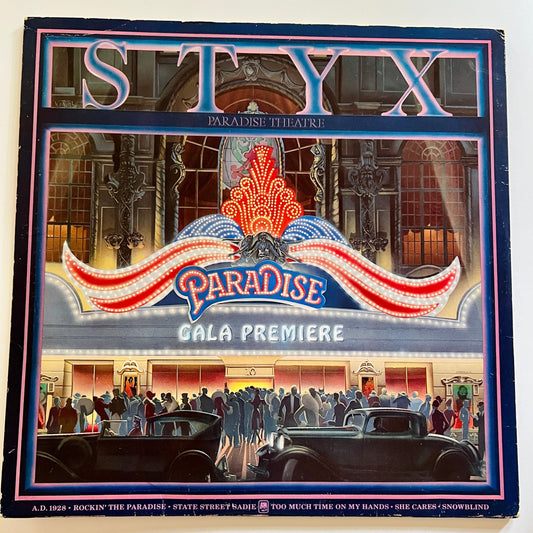 STYX
PARADISE THEATRE
PARADISE
GALA PREMIERE
A.D. 1928 • ROCKIN' THE PARADISE • STATE STREET SADIE • A&M • TOO MUCH TIME ON MY HANDS • SHE CARES • SNOWBLIND